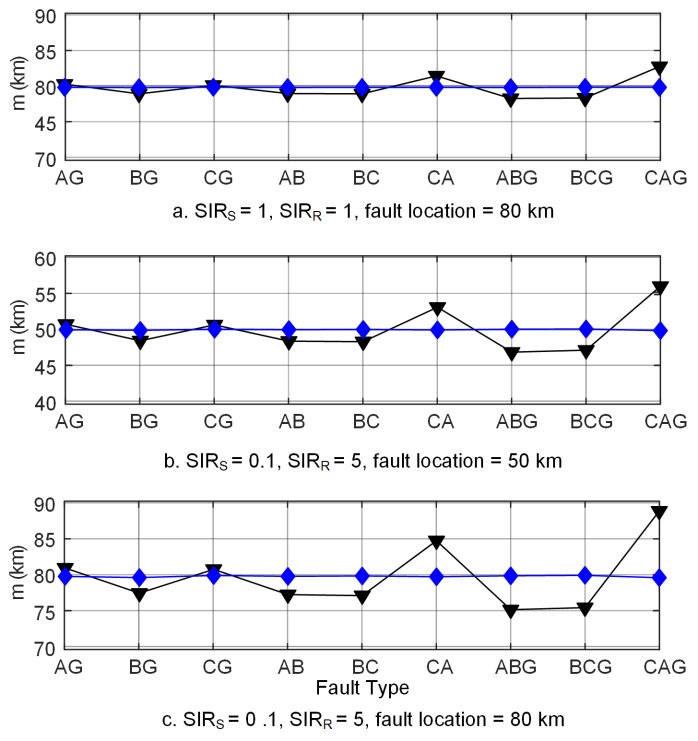 90
85
80
45
70
m (km)
AG BG CG AB BC CA ABG BCG CAG
a. SIRS = 1, SIRR = 1, fault location = 80 km
60
55
50
45
40
m (km)
AG BG CG AB BC CA ABG BCG CAG
b. SIRS = 0.1, SIRR = 5, fault location = 50 km
90
85
80
75
70
m (km)
AG BG CG AB BC CA ABG BCG CAG
Fault Type
c. SIRS = 0 .1, SIRR = 5, fault location = 80 km